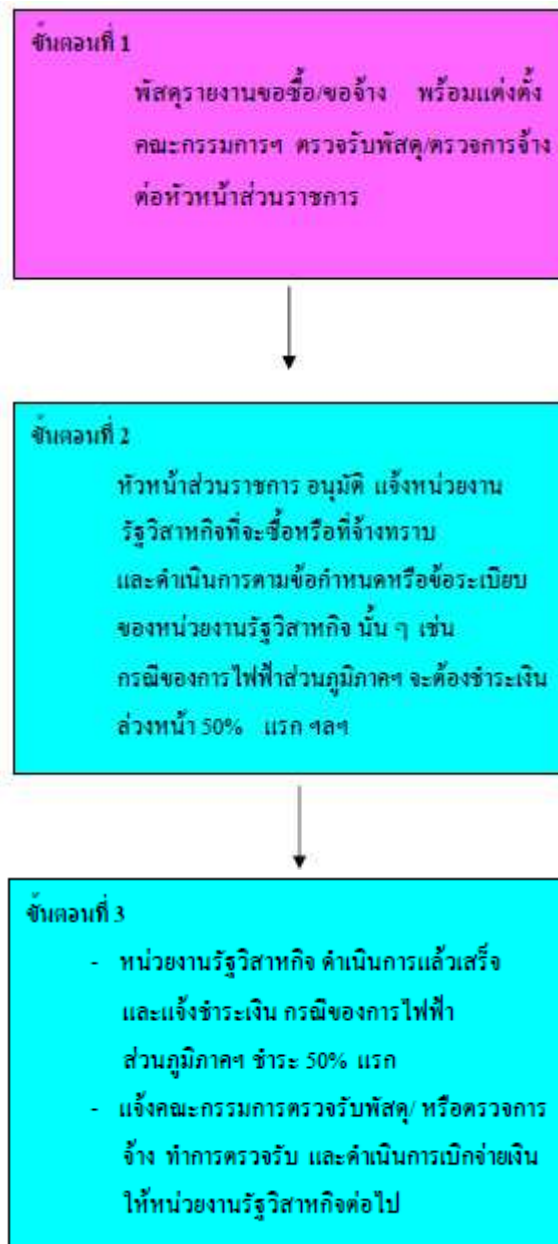 ขั้นตอนที่ 1
พัสดุรายงานขอซื้อ/ขอจ้าง พร้อมแต่งตั้ง
คณะกรรมการฯ ตรวจรับพัสดุ/ตรวจการจ้าง
ต่อหัวหน้าส่วนราชการ
ขั้นตอนที่ 2
หัวหน้าส่วนราชการ อนุมัติ แจ้งหน่วยงาน
รัฐวิสาหกิจที่จะซื้อหรือที่จ้างทราบ
และดำเนินการตามข้อกำหนดหรือข้อระเบียบ
ของหน่วยงานรัฐวิสาหกิจ นั้น ๆ เช่น
กรณีของการไฟฟ้าส่วนภูมิภาคฯ จะต้องชำระเงิน
ล่วงหน้า 50% แรก ฯลฯ
ขั้นตอนที่ 3
- หน่วยงานรัฐวิสาหกิจ ดำเนินการแล้วเสร็จ
และแจ้งชำระเงิน กรณีของการไฟฟ้า
ส่วนภูมิภาคฯ ชำระ 50% แรก
- แจ้งคณะกรรมการตรวจรับพัสดุ/ หรือตรวจการ
จ้าง ทำการตรวจรับ และดำเนินการเบิกจ่ายเงิน
ให้หน่วยงานรัฐวิสาหกิจต่อไป